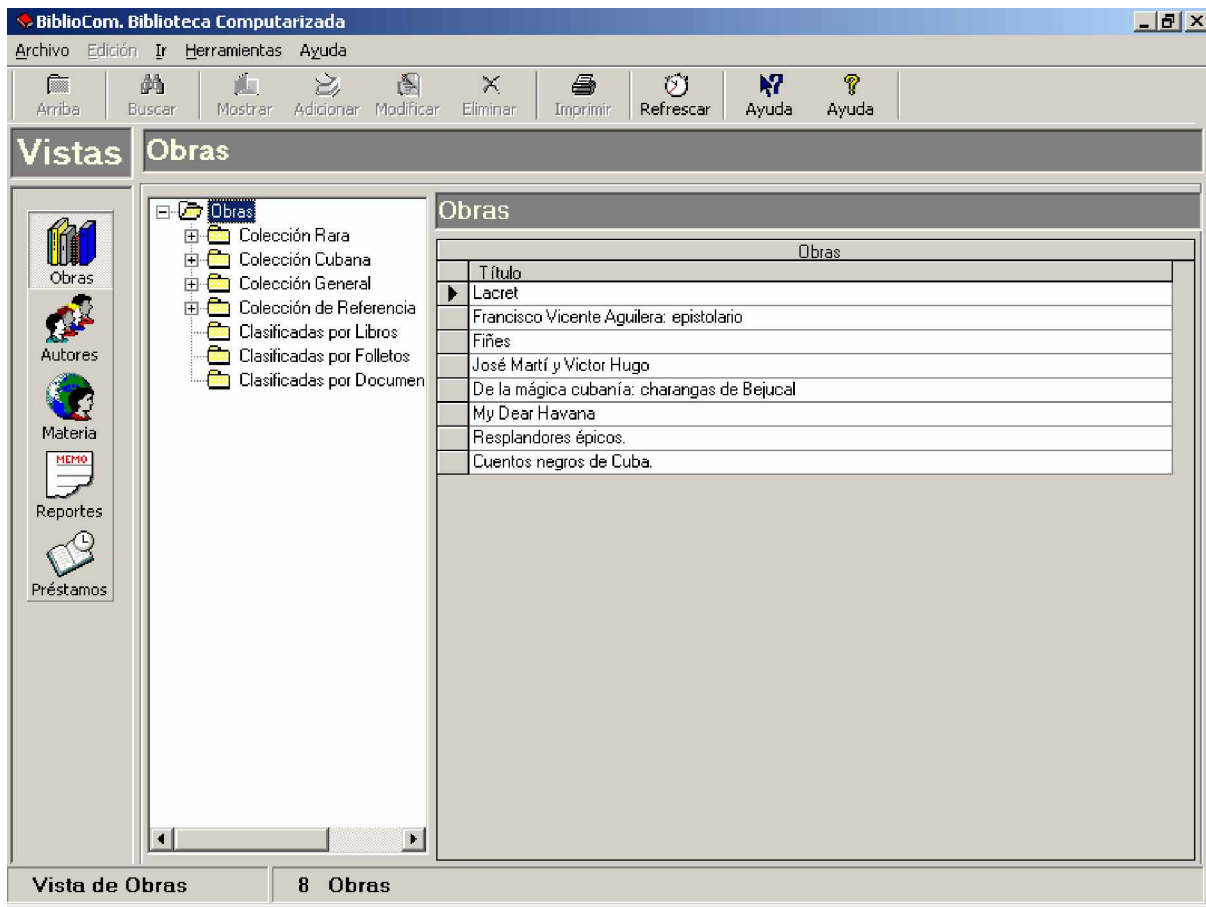 BiblioCom. Biblioteca Computarizada
Archivo Edición Ir Herramientas Ayuda
Arriba Buscar Mostrar Adicionar Modificar Eliminar Imprimir Refrescar Ayuda Ayuda
Vistas Obras
Obras
Autores
Materia
MEMO
Reportes
Préstamos
Obras
Colección Rara
Colección Cubana
Colección General
Colección de Referencia
Clasificadas por Libros
Clasificadas por Folletos
Clasificadas por Documen
Obras
Obras
Título
Lacret
Francisco Vicente Aguilera: epistolario
Fiñes
José Martí y Victor Hugo
De la mágica cubanía: charangas de Bejucal
My Dear Havana
Resplandores épicos.
Cuentos negros de Cuba.
Vista de Obras 8 Obras